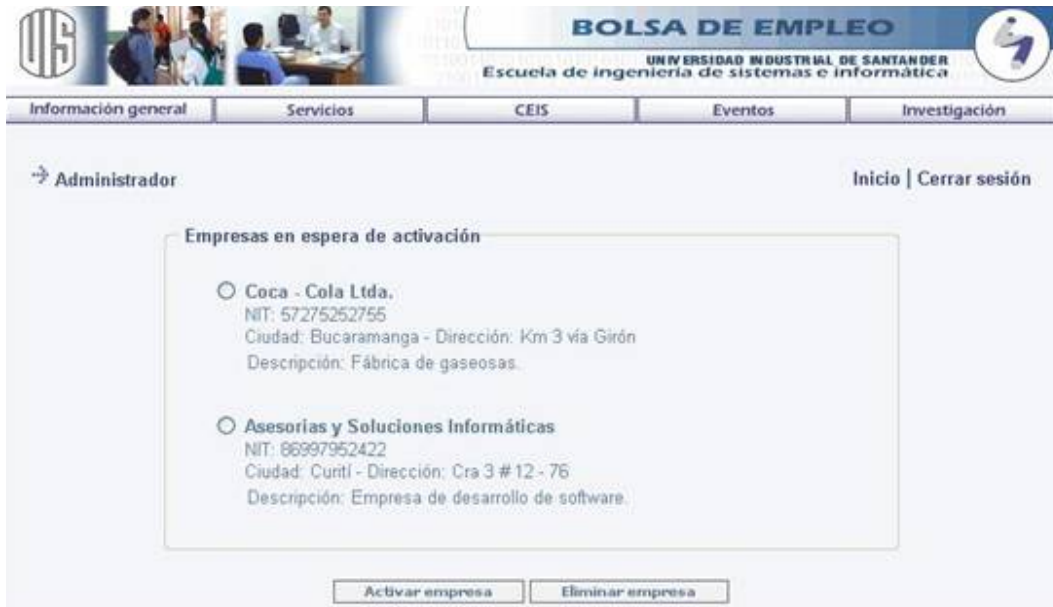 UIS
BOLSA DE EMPLEO
UNIVERSIDAD INDUSTRIAL DE SANTANDER
Escuela de ingeniería de sistemas e informática
Información general
Servicios
CEIS
Eventos
Investigación
Administrador
Inicio | Cerrar sesión
Empresas en espera de activación
Coca - Cola Ltda.
NIT: 57275252755
Ciudad: Bucaramanga - Dirección: Km 3 vía Girón
Descripción: Fábrica de gaseosas.
Asesorias y Soluciones Informáticas
NIT: 86997952422
Ciudad: Curití - Dirección: Cra 3 # 12 - 76
Descripción: Empresa de desarrollo de software.
Activar empresa
Eliminar empresa